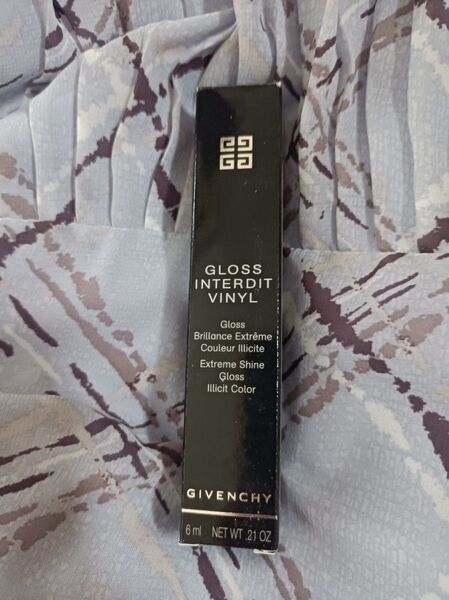 GLOSS
INTERDIT
VINYL
Gloss
Brillance Extrême
Couleur Illicite
Extreme Shine
Gloss
Illicit Color
GIVENCHY
6 ml NET WT .21 OZ